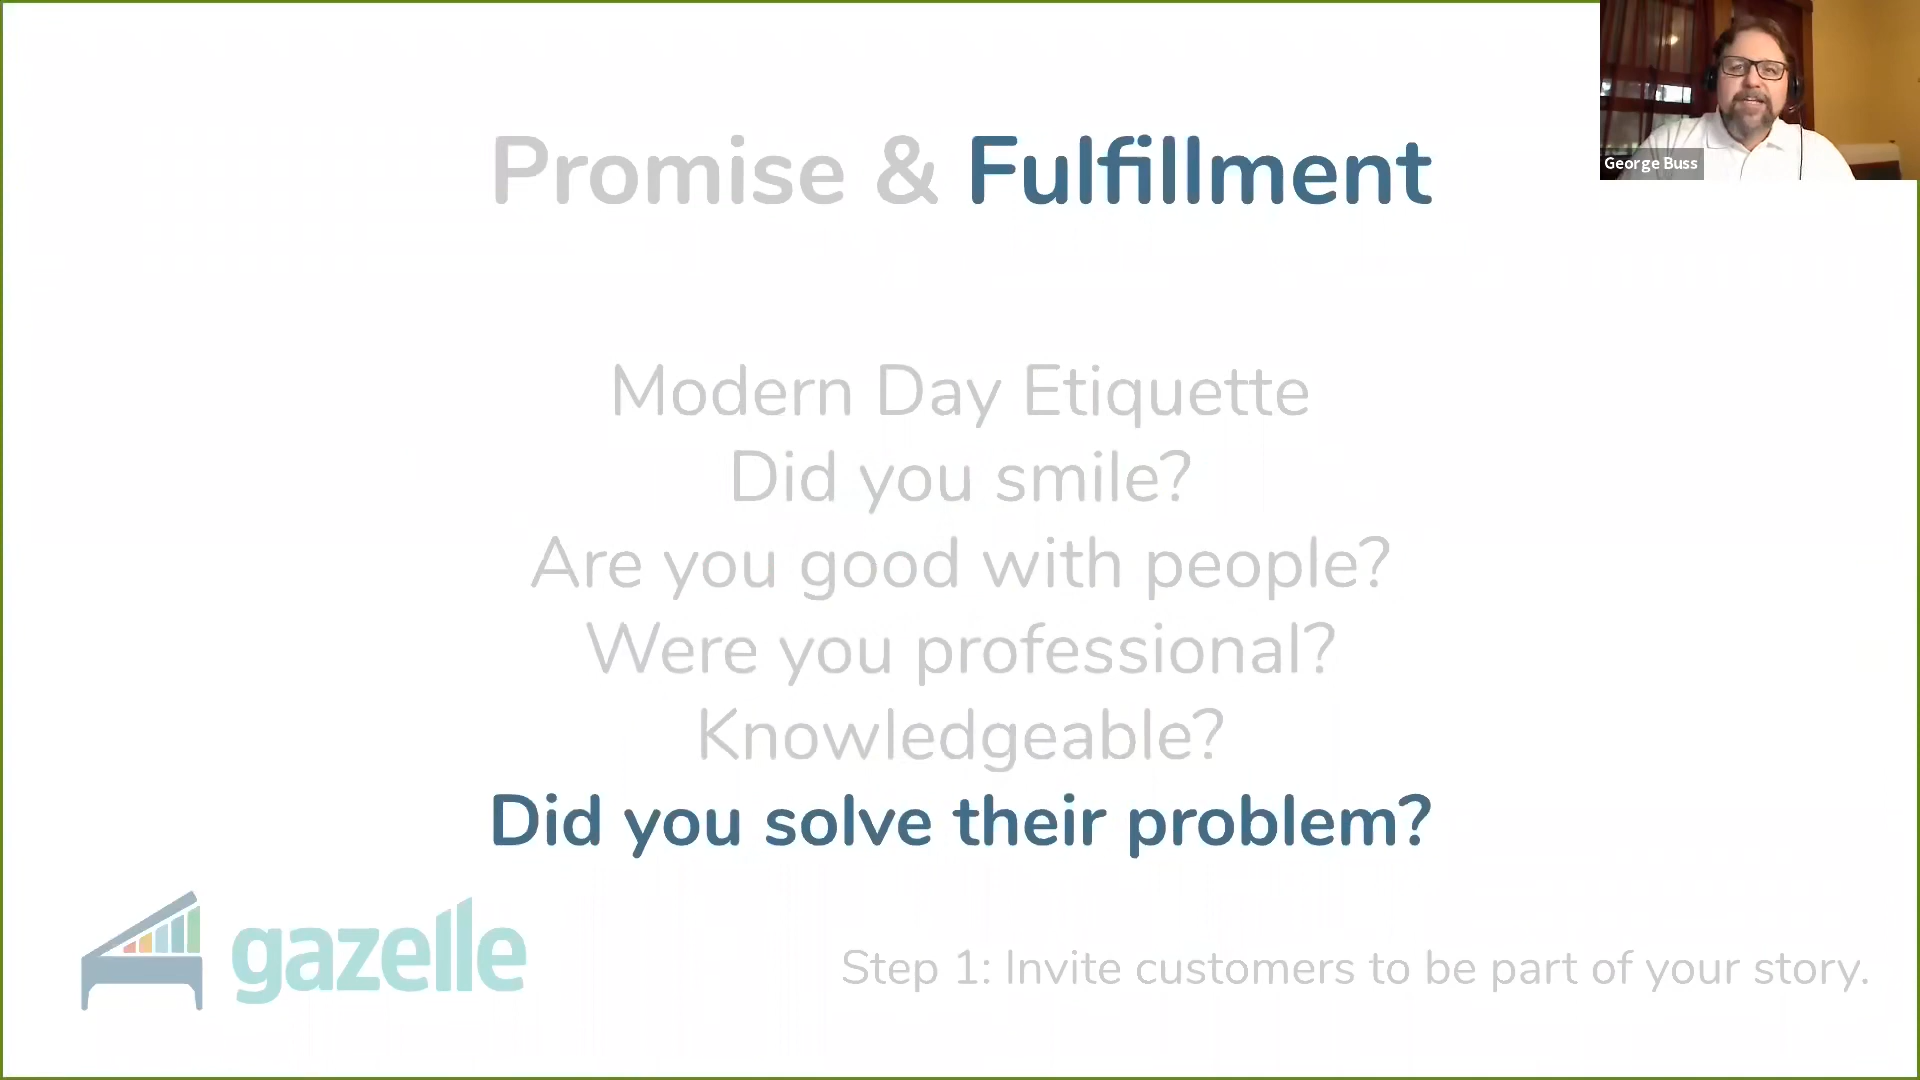 Promise & Fulfillment
George Buss
Modern Day Etiquette
Did you smile?
Are you good with people?
Were you professional?
Knowledgeable?
Did you solve their problem?
gazelle
Step 1: Invite customers to be part of your story.